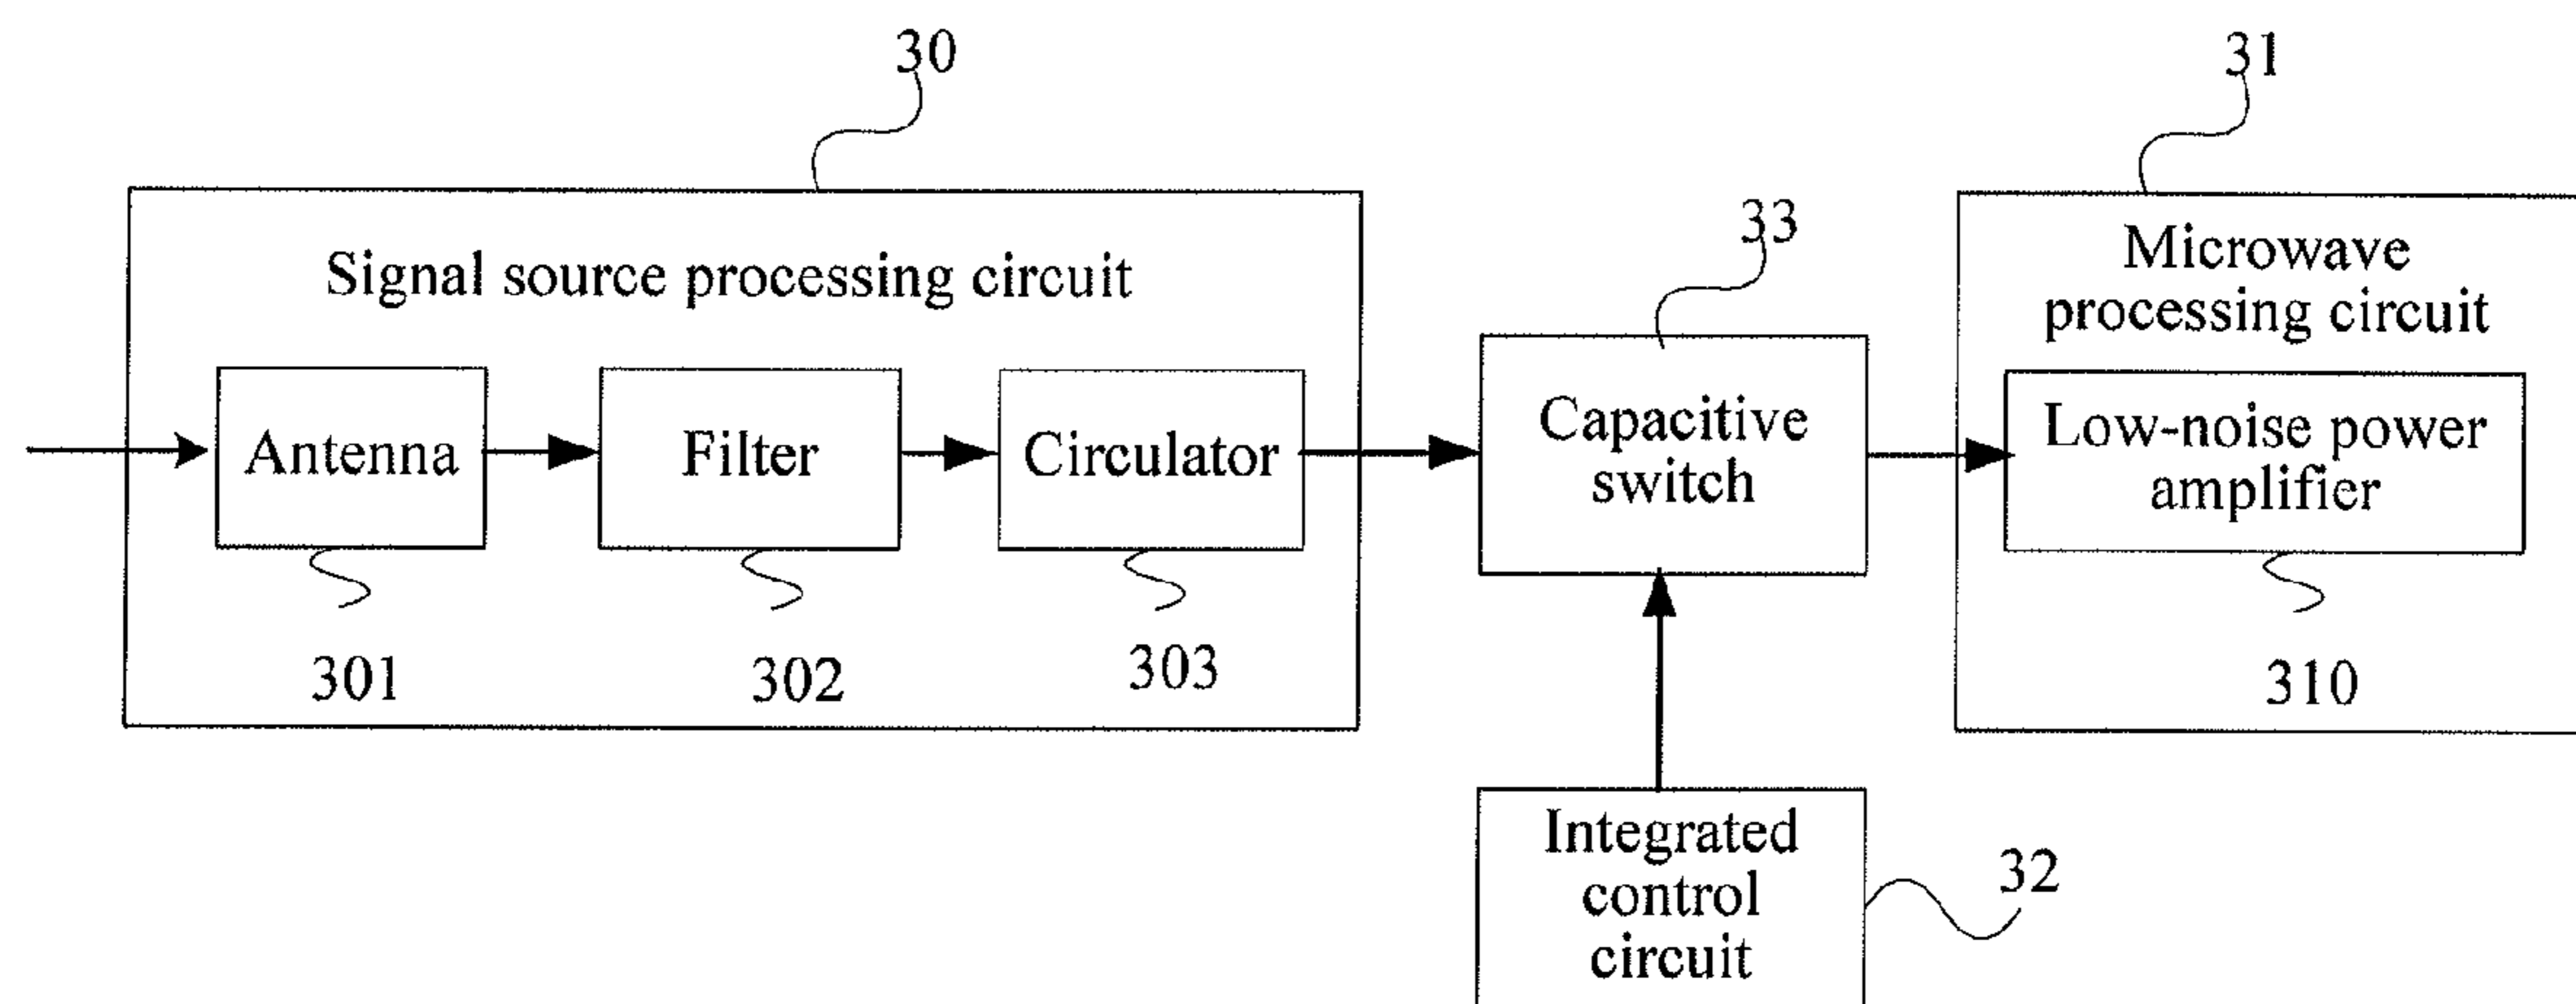 30
31
33
Signal source processing circuit
Microwave
processing circuit
Antenna
Filter
Circulator
Capacitive
switch
Low-noise power
amplifier
301
302
303
310
Integrated
control
circuit
32